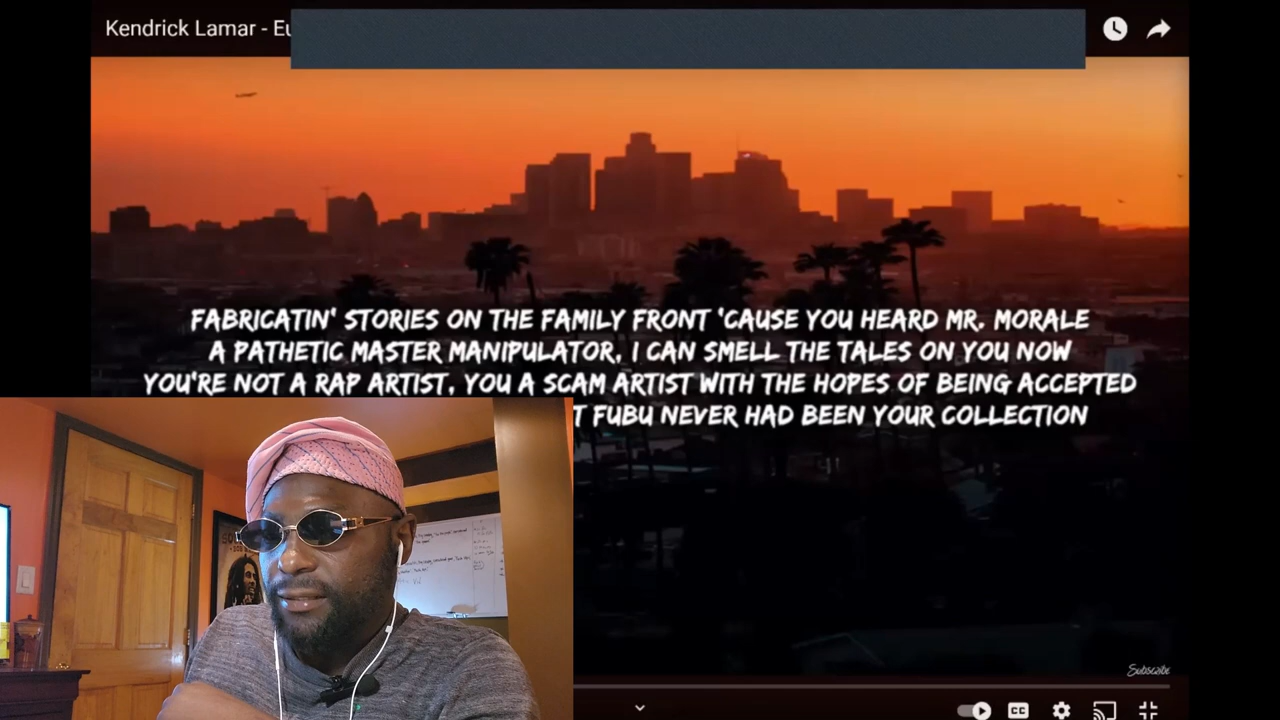 Kendrick Lamar - Eu
FABRICATIN' STORIES ON THE FAMILY FRONT 'CAUSE YOU HEARD MR. MORALE
A PATHETIC MASTER MANIPULATOR, I CAN SMELL THE TALES ON YOU NOW
YOU'RE NOT A RAP ARTIST, YOU A SCAM ARTIST WITH THE HOPES OF BEING ACCEPTED
T FUBU NEVER HAD BEEN YOUR COLLECTION
Subscribe
CC